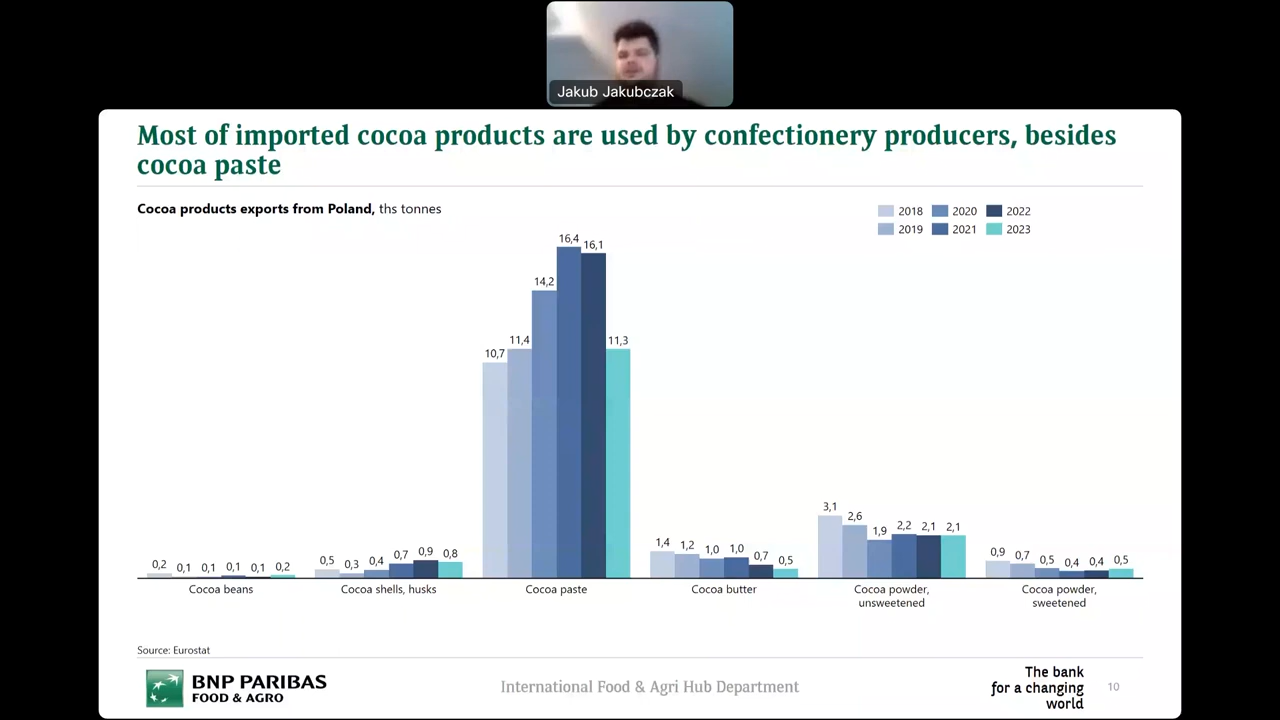 Jakub Jakubczak
Most of imported cocoa products are used by confectionery producers, besides
cocoa paste
Cocoa products exports from Poland, ths tonnes
2018 2020 2022
2019 2021 2023
0,2 0,1 0,1 0,1 0,1 0,2
0,5 0,3 0,4 0,7 0,9 0,8
10,7 11,4 14,2 16,4 16,1 11,3
1,4 1,2 1,0 1,0 0,7 0,5
3,1 2,6 1,9 2,2 2,1 2,1
0,9 0,7 0,5 0,4 0,4 0,5
Cocoa beans
Cocoa shells, husks
Cocoa paste
Cocoa butter
Cocoa powder,
unsweetened
Cocoa powder,
sweetened
Source: Eurostat
BNP PARIBAS
FOOD & AGRO
International Food & Agri Hub Department
The bank
for a changing
world
10